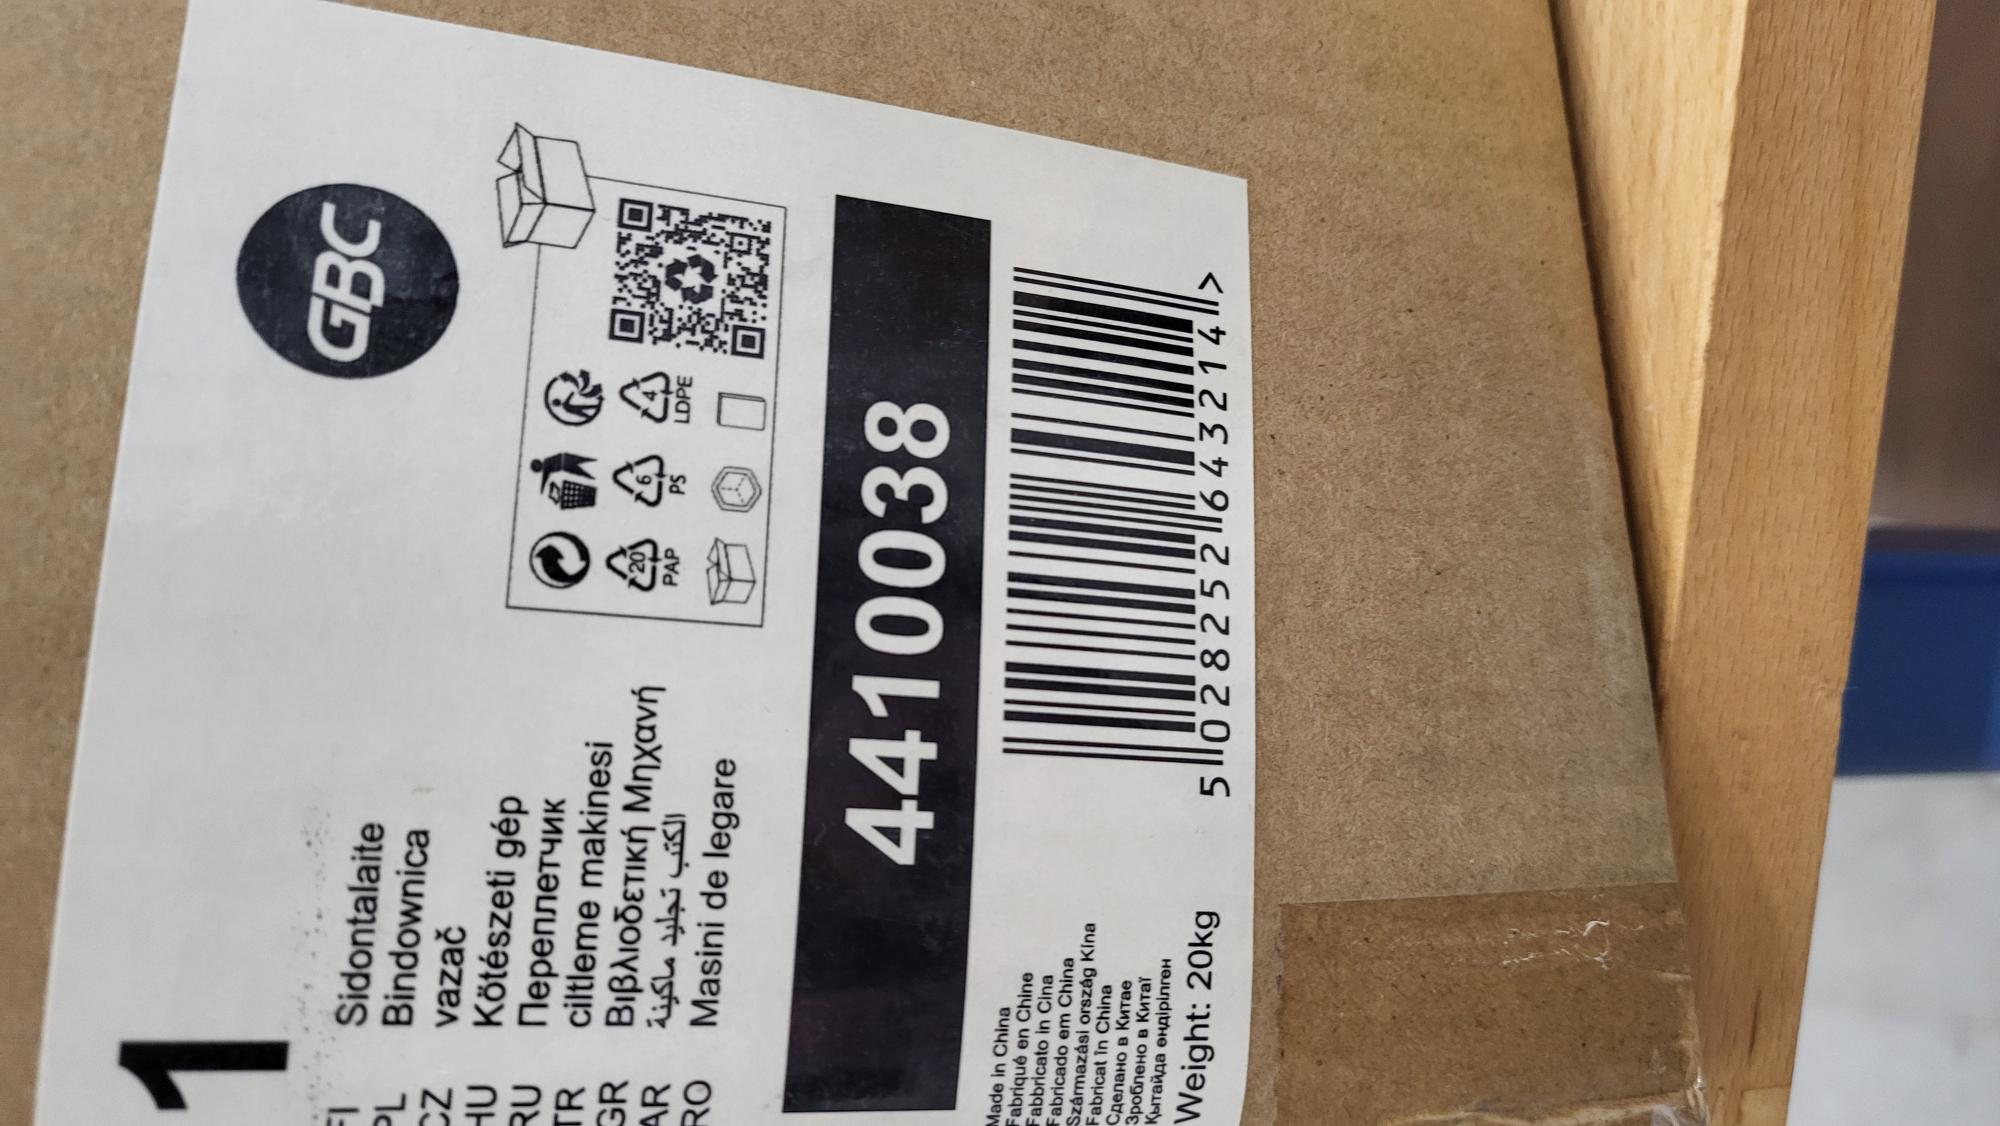 1
GBC
FI Sidontalaite
PL Bindownica
CZ vazač
HU Kötészeti gép
RU Переплетчик
TR ciltleme makinesi
GR Βιβλιοδετική Μηχανή
AR الكتب تجليد ماكينة
RO Masini de legare
20 PAP
6 PS
4 LDPE
4410038
Made in China
Fabriqué en Chine
Fabbricato in Cina
Fabricado em China
Származási ország Kína
Fabricat în China
Сделано в Китае
Зроблено в Китаї
Қытайда өндірілген
Weight: 20kg
5 028252 643214 >